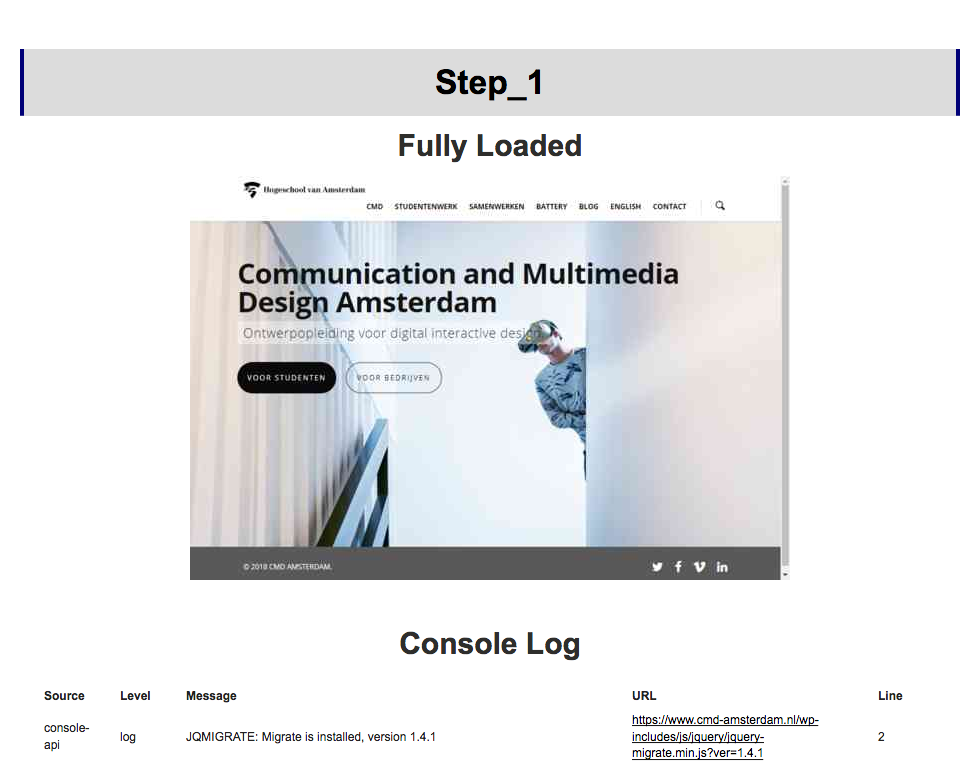 Step_1
Fully Loaded
Hogeschool van Amsterdam
CMD STUDENTENWERK SAMENWERKEN BATTERY BLOG ENGLISH CONTACT
Communication and Multimedia
Design Amsterdam
Ontwerpopleiding voor digital interactive design
VOOR STUDENTEN VOOR BEDRIJVEN
© 2018 CMD AMSTERDAM.
Console Log
Source Level Message URL Line
console-
api
log
JQMIGRATE: Migrate is installed, version 1.4.1
https://www.cmd-amsterdam.nl/wp-
includes/js/jquery/jquery-
migrate.min.js?ver=1.4.1
2